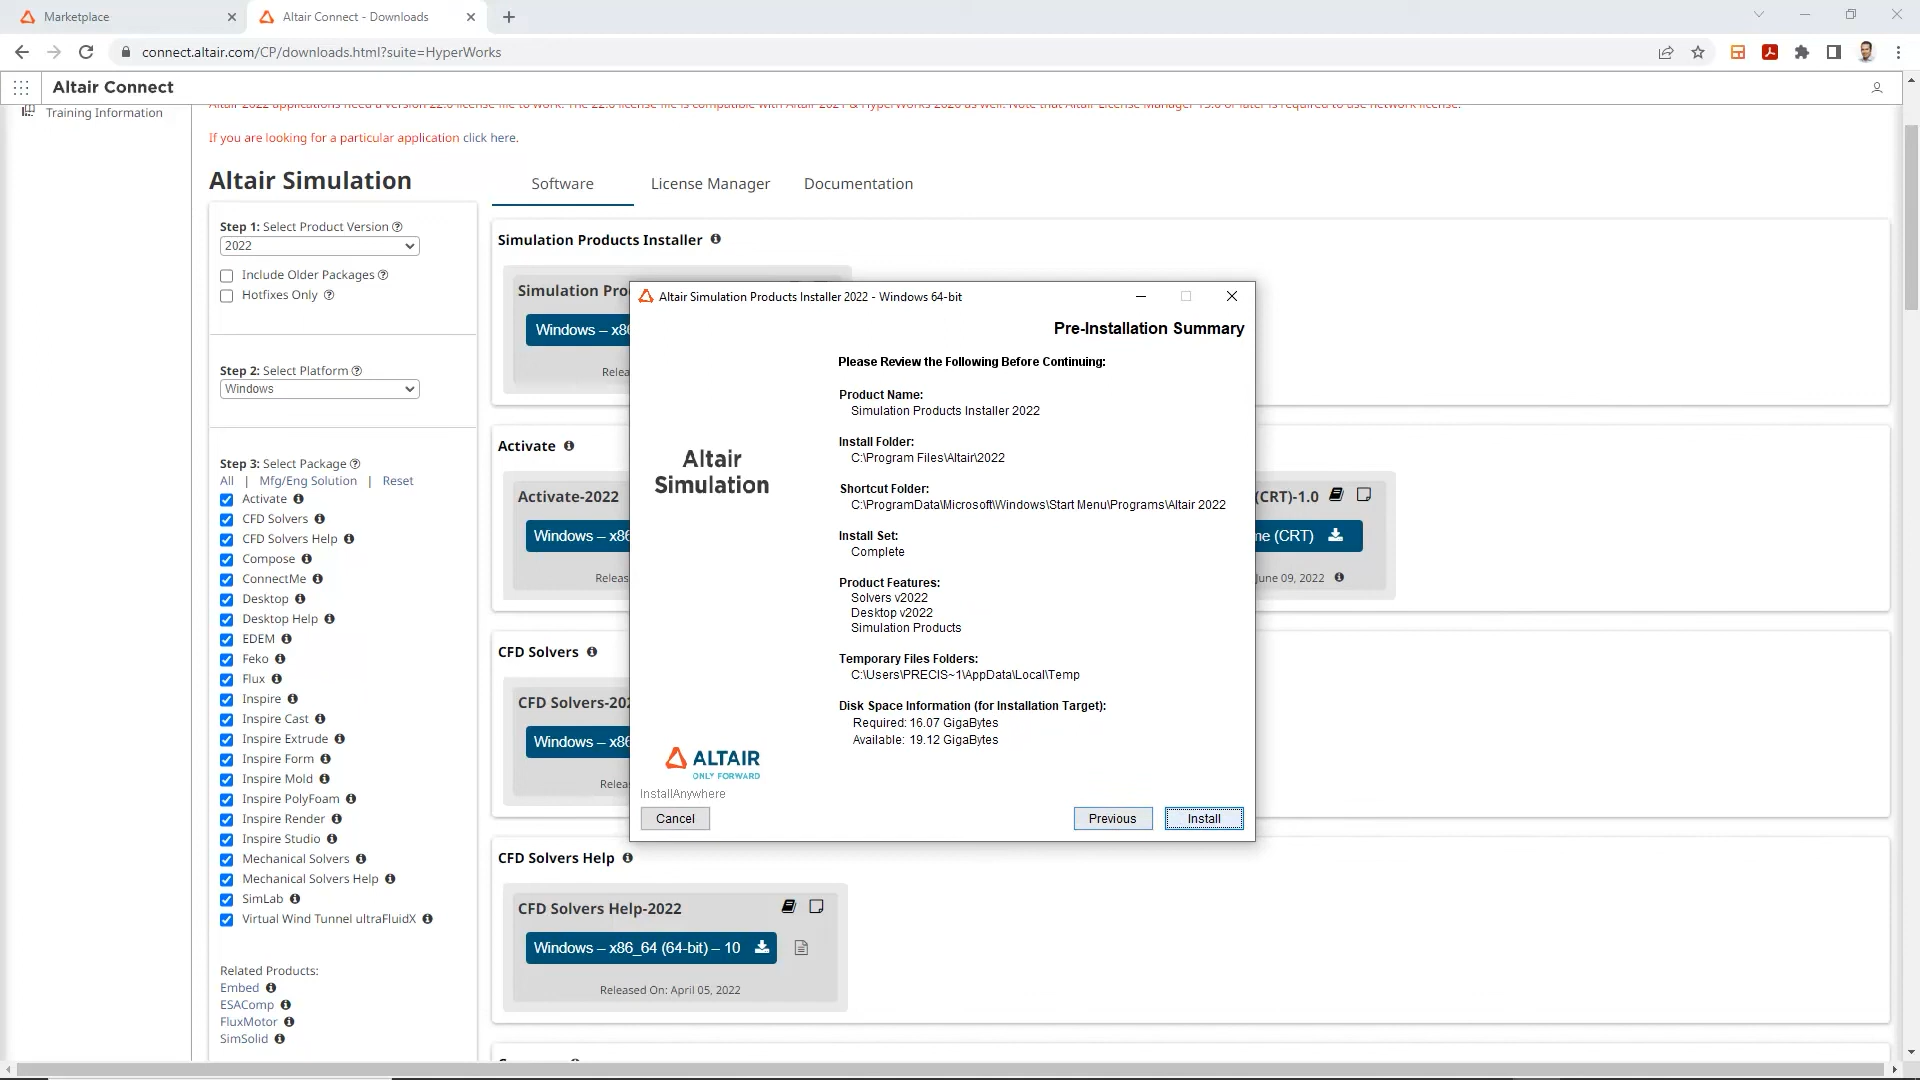 Marketplace
Altair Connect - Downloads
connect.altair.com/CP/downloads.html?suite=HyperWorks
Altair Connect
Training Information
Altair 2022 applications need a version 22.0 license file to work. The 22.0 license file is compatible with Altair 2021 & HyperWorks 2020 as well. Note that Altair License Manager 15.0 or later is required to use network license.
If you are looking for a particular application click here.
Altair Simulation
Software
License Manager
Documentation
Step 1: Select Product Version
2022
Include Older Packages
Hotfixes Only
Step 2: Select Platform
Windows
Step 3: Select Package
All | Mfg/Eng Solution | Reset
Activate
CFD Solvers
CFD Solvers Help
Compose
ConnectMe
Desktop
Desktop Help
EDEM
Feko
Flux
Inspire
Inspire Cast
Inspire Extrude
Inspire Form
Inspire Mold
Inspire PolyFoam
Inspire Render
Inspire Studio
Mechanical Solvers
Mechanical Solvers Help
SimLab
Virtual Wind Tunnel ultraFluidX
Related Products:
Embed
ESAComp
FluxMotor
SimSolid
Simulation Products Installer
Simulation Pro
Windows – x86
Relea
Activate
Activate-2022
Windows – x86
Releas
(CRT)-1.0
me (CRT)
June 09, 2022
CFD Solvers
CFD Solvers-202
Windows – x86
Relea
CFD Solvers Help
CFD Solvers Help-2022
Windows – x86_64 (64-bit) – 10
Released On: April 05, 2022
Altair Simulation Products Installer 2022 - Windows 64-bit
Pre-Installation Summary
Altair
Simulation
ALTAIR
ONLY FORWARD
Please Review the Following Before Continuing:
Product Name:
Simulation Products Installer 2022
Install Folder:
C:\Program Files\Altair\2022
Shortcut Folder:
C:\ProgramData\Microsoft\Windows\Start Menu\Programs\Altair 2022
Install Set:
Complete
Product Features:
Solvers v2022
Desktop v2022
Simulation Products
Temporary Files Folders:
C:\Users\PRECIS~1\AppData\Local\Temp
Disk Space Information (for Installation Target):
Required: 16.07 GigaBytes
Available: 19.12 GigaBytes
InstallAnywhere
Cancel
Previous
Install